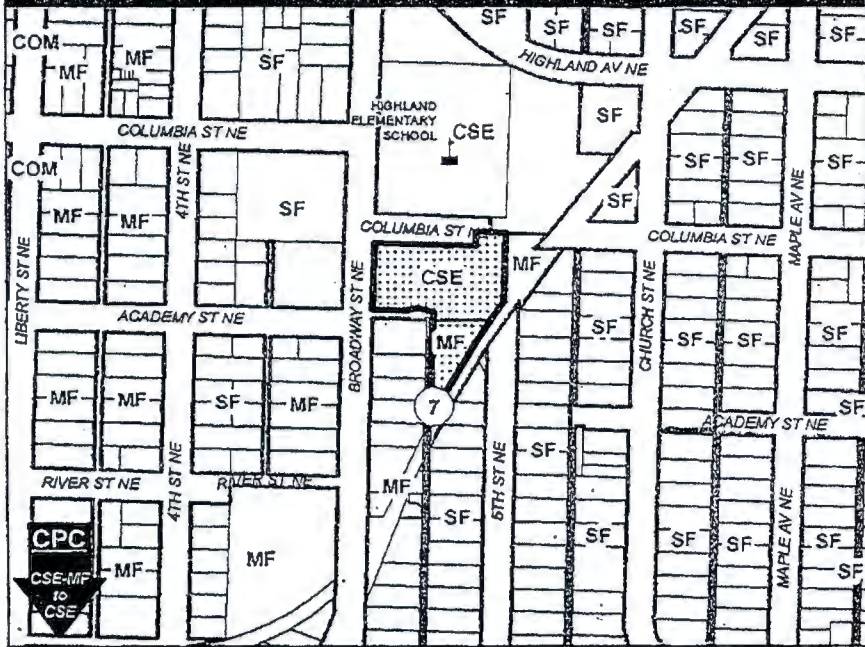 SF
SF
SF
SF
SF
SF
COM
MF
MF
SF
HIGHLAND AV NE
HIGHLAND
ELEMENTARY
SCHOOL
CSE
SF
COLUMBIA ST NE
4TH ST NE
COM
MF
MF
SF
SF
SF
SF
SF
MAPLE AV NE
COLUMBIA ST N
COLUMBIA ST NE
CSE
MF
LIBERTY ST NE
ACADEMY ST NE
BROADWAY ST NE
MF
SF
CHURCH ST NE
SF
SF
SF
MF
MF
SF
MF
7
SF
ACADEMY ST NE
RIVER ST NE
4TH ST NE
RIVER ST NE
MF
SF
5TH ST NE
SF
SF
SF
SF
SF
MAPLE AV NE
SF
CPC
CSE-MF
to
CSE
MF
MF